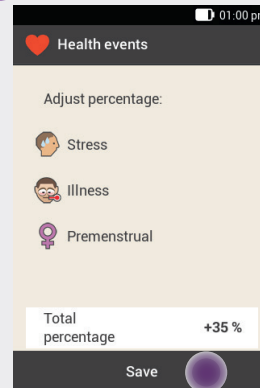 01:00 pm
Health events
Adjust percentage:
Stress
Illness
Premenstrual
Total
percentage
+35 %
Save